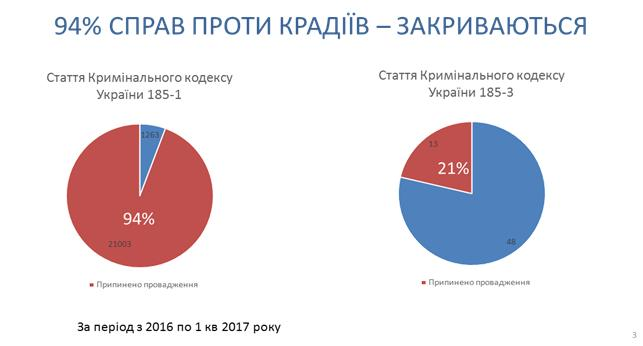 94% СПРАВ ПРОТИ КРАДІЇВ – ЗАКРИВАЮТЬСЯ
Стаття Кримінального кодексу
України 185-1
1263
94%
21003
Припинено провадження
Стаття Кримінального кодексу
України 185-3
13
21%
48
Припинено провадження
За період з 2016 по 1 кв 2017 року
3